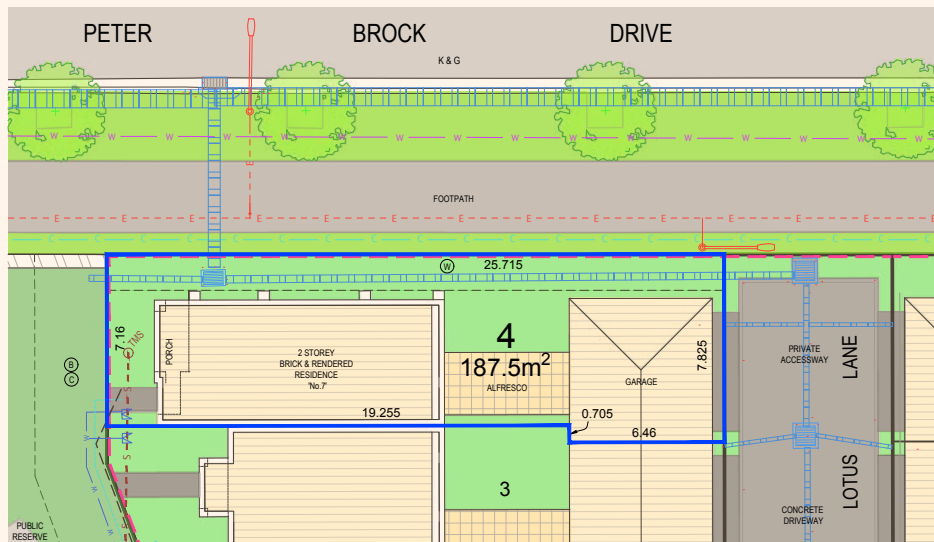 PETER BROCK DRIVE
K & G
W W W W W W W W W W W W W W W
FOOTPATH
E E E E E E E E E E E E E E
C C C C C C C C C C C C C
W
25.715
7.16
TMS
PORCH
2 STOREY
BRICK & RENDERED
RESIDENCE
'No.7'
4
187.5m²
ALFRESCO
GARAGE
7.825
PRIVATE
ACCESSWAY
LOTUS LANE
B
C
19.255
0.705
6.46
3
CONCRETE
DRIVEWAY
PUBLIC
RESERVE